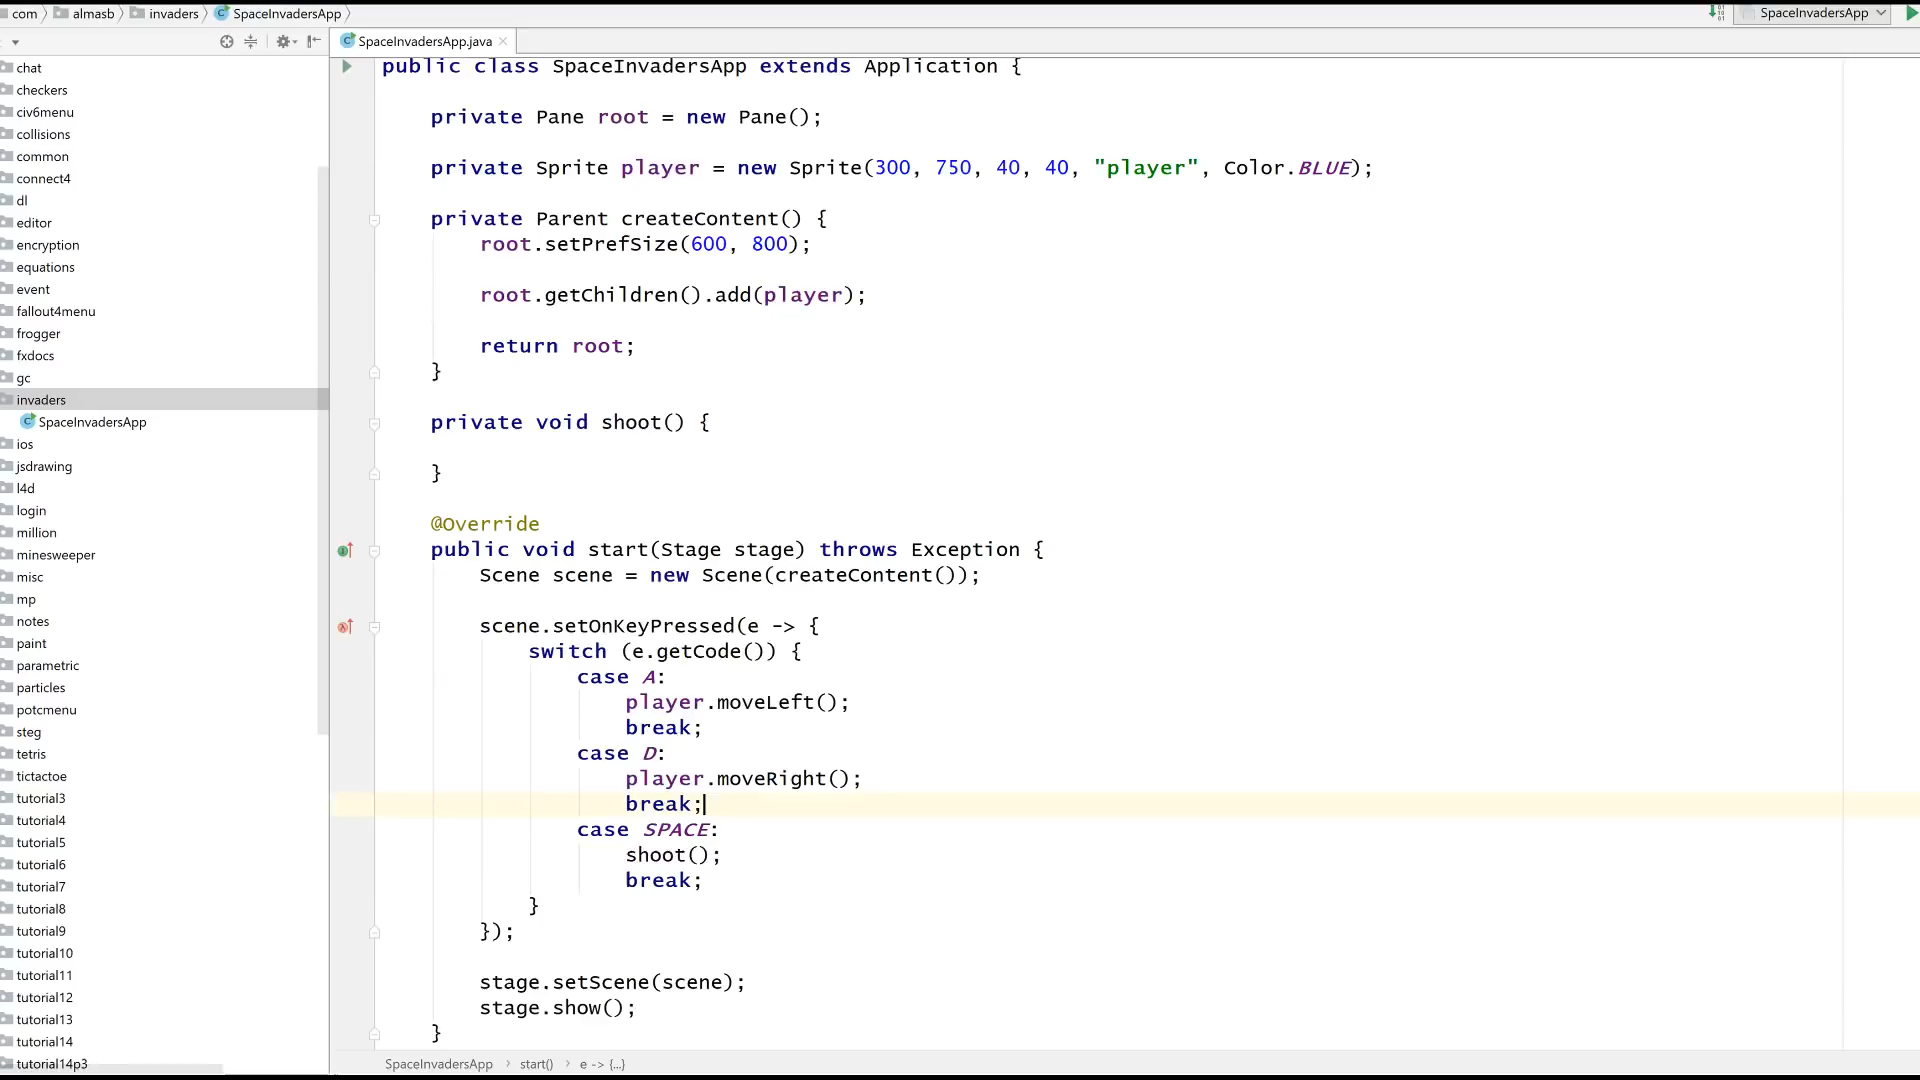 com almasb invaders SpaceInvadersApp
SpaceInvadersApp
SpaceInvadersApp.java
chat
checkers
civ6menu
collisions
common
connect4
dl
editor
encryption
equations
event
fallout4menu
frogger
fxdocs
gc
invaders
SpaceInvadersApp
ios
jsdrawing
l4d
login
million
minesweeper
misc
mp
notes
paint
parametric
particles
potcmenu
steg
tetris
tictactoe
tutorial3
tutorial4
tutorial5
tutorial6
tutorial7
tutorial8
tutorial9
tutorial10
tutorial11
tutorial12
tutorial13
tutorial14
tutorial14p3
public class SpaceInvadersApp extends Application {
private Pane root = new Pane();
private Sprite player = new Sprite(300, 750, 40, 40, "player", Color.BLUE);
private Parent createContent() {
root.setPrefSize(600, 800);
root.getChildren().add(player);
return root;
}
private void shoot() {
}
@Override
public void start(Stage stage) throws Exception {
Scene scene = new Scene(createContent());
scene.setOnKeyPressed(e -> {
switch (e.getCode()) {
case A:
player.moveLeft();
break;
case D:
player.moveRight();
break;
case SPACE:
shoot();
break;
}
});
stage.setScene(scene);
stage.show();
}
SpaceInvadersApp start() e -> {...}